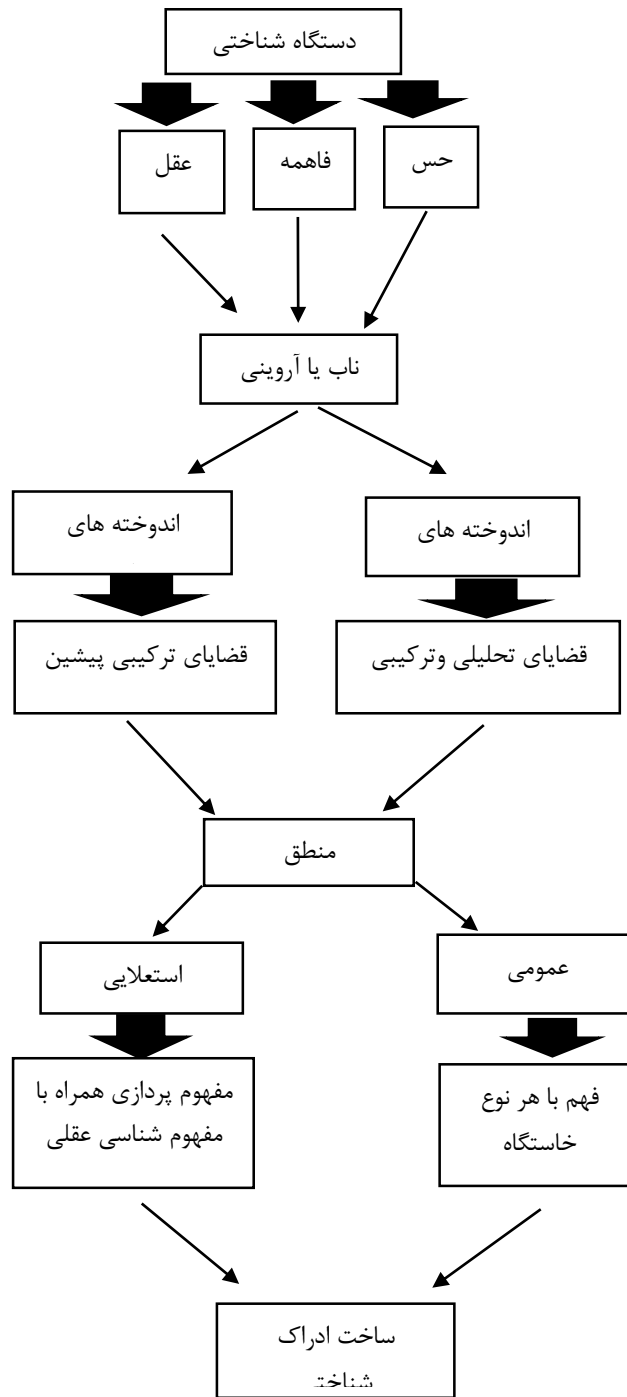 دستگاه شناختی
حس
فاهمه
عقل
ناب یا آروینی
اندوخته های
اندوخته های
قضایای تحلیلی وترکیبی
قضایای ترکیبی پیشین
منطق
عمومی
استعلایی
فهم با هر نوع
خاستگاه
مفهوم پردازی همراه با
مفهوم شناسی عقلی
ساخت ادراک